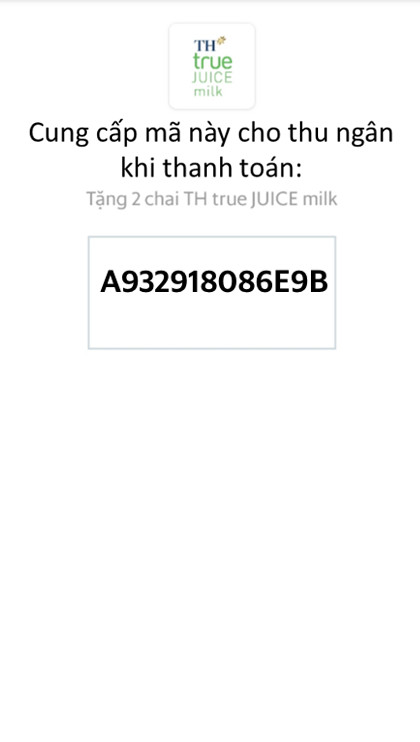 TH
true
JUICE
milk
Cung cấp mã này cho thu ngân
khi thanh toán:
Tặng 2 chai TH true JUICE milk
A932918086E9B